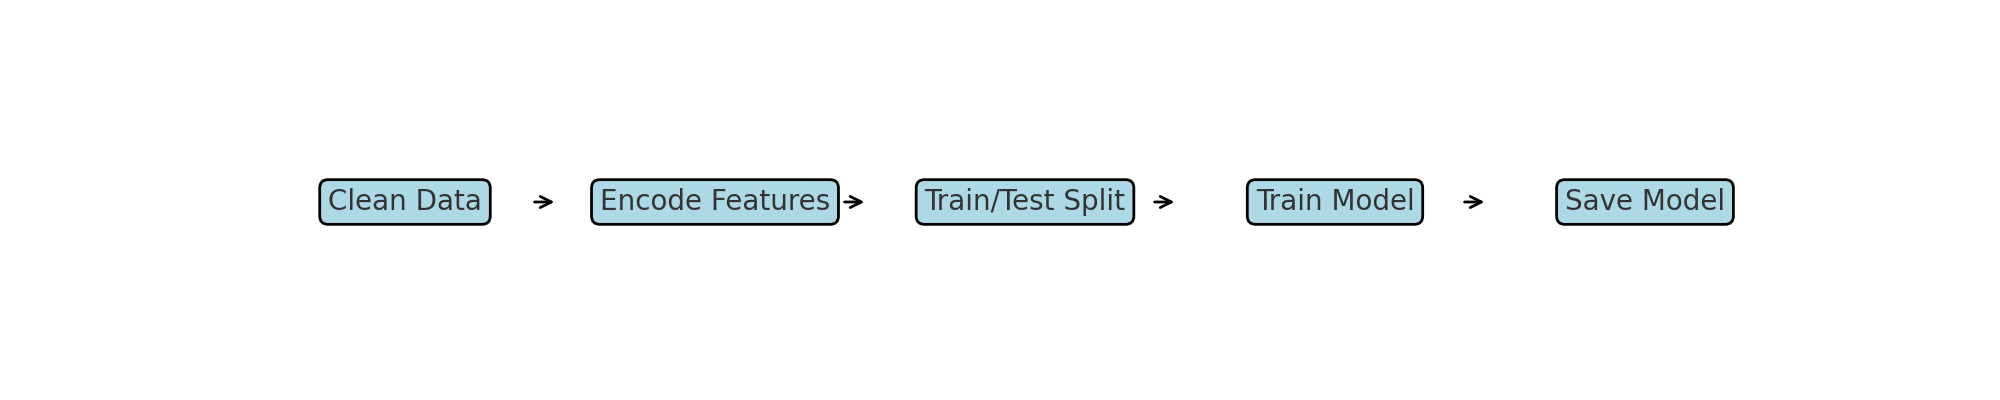 Clean Data
Encode Features
Train/Test Split
Train Model
Save Model